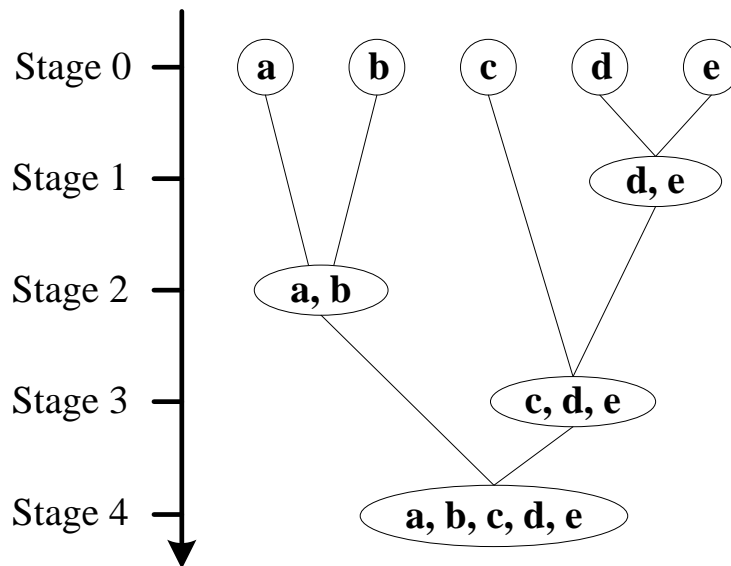 Stage 0 a b c d e
Stage 1 d, e
Stage 2 a, b
Stage 3 c, d, e
Stage 4 a, b, c, d, e